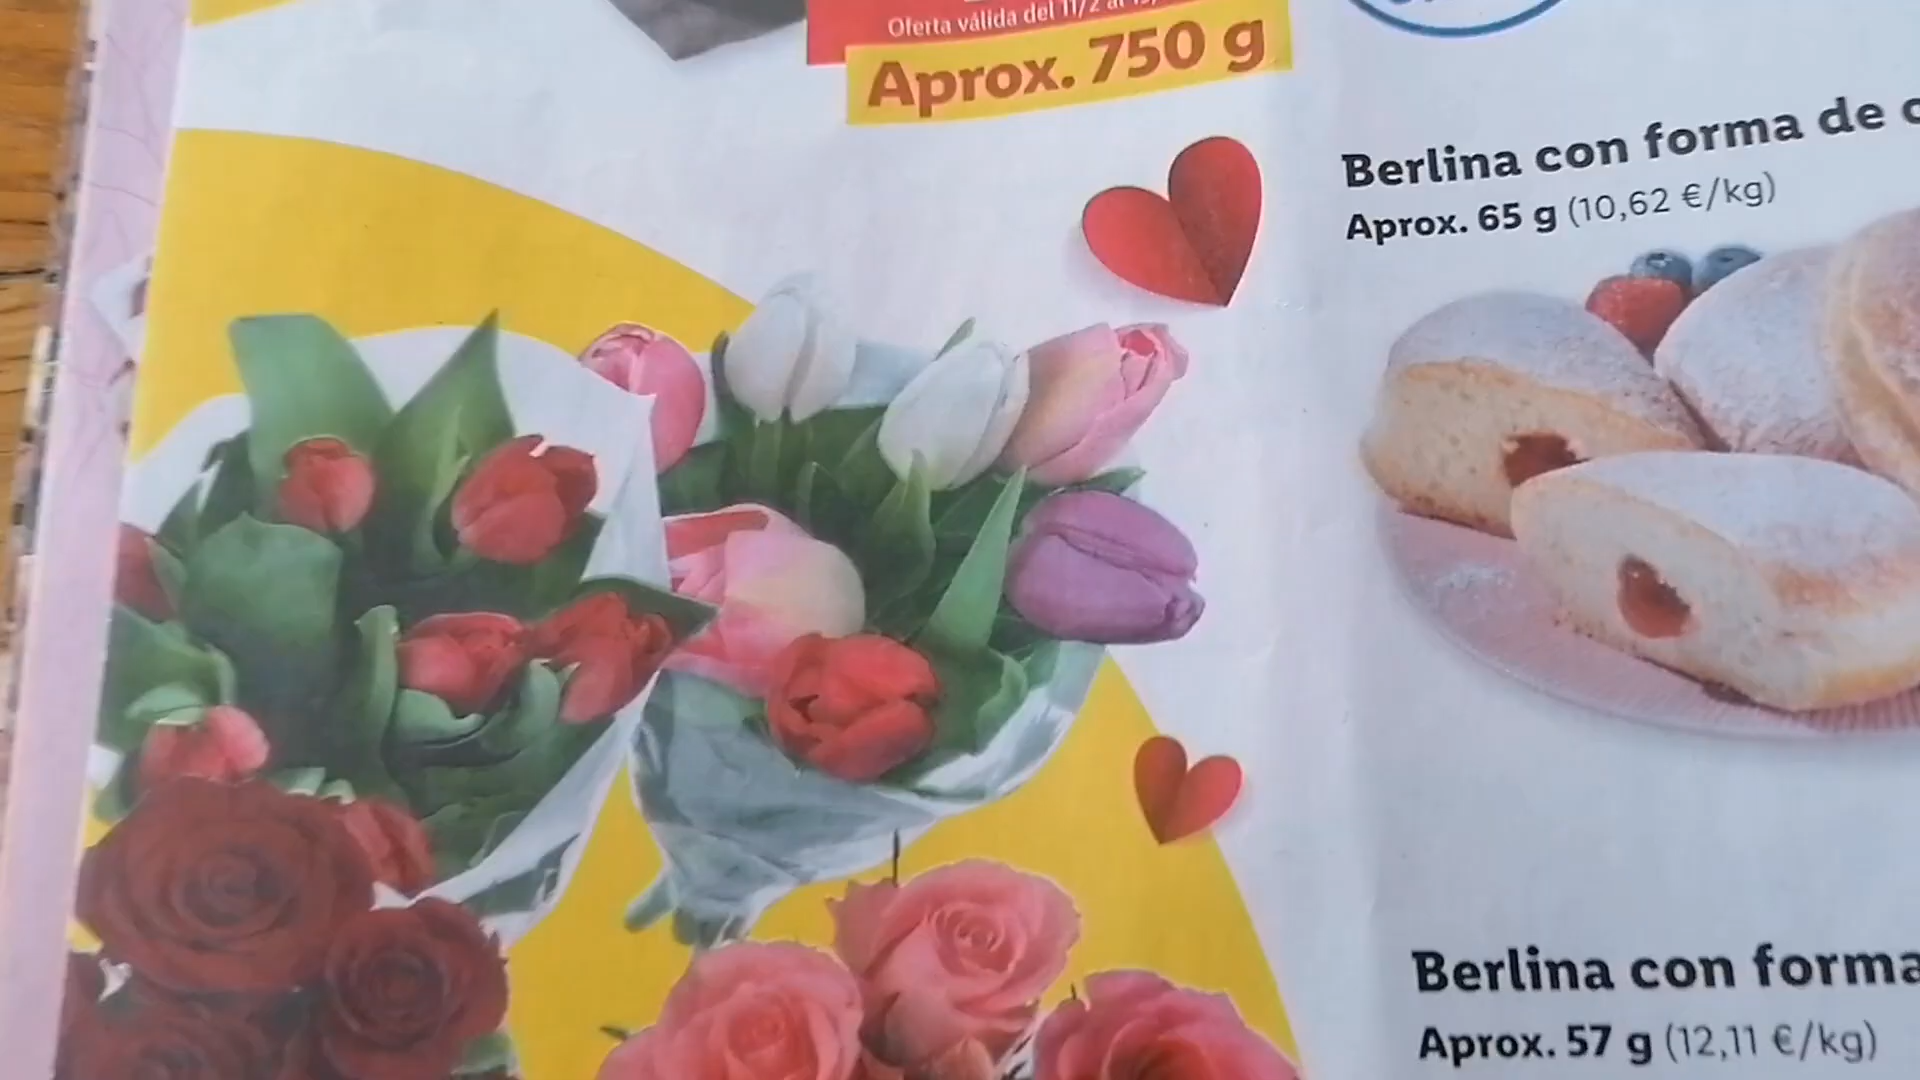 Oferta válida del 11/2 al
Aprox. 750 g
Berlina con forma de
Aprox. 65 g (10,62 €/kg)
Berlina con forma
Aprox. 57 g (12,11 €/kg)